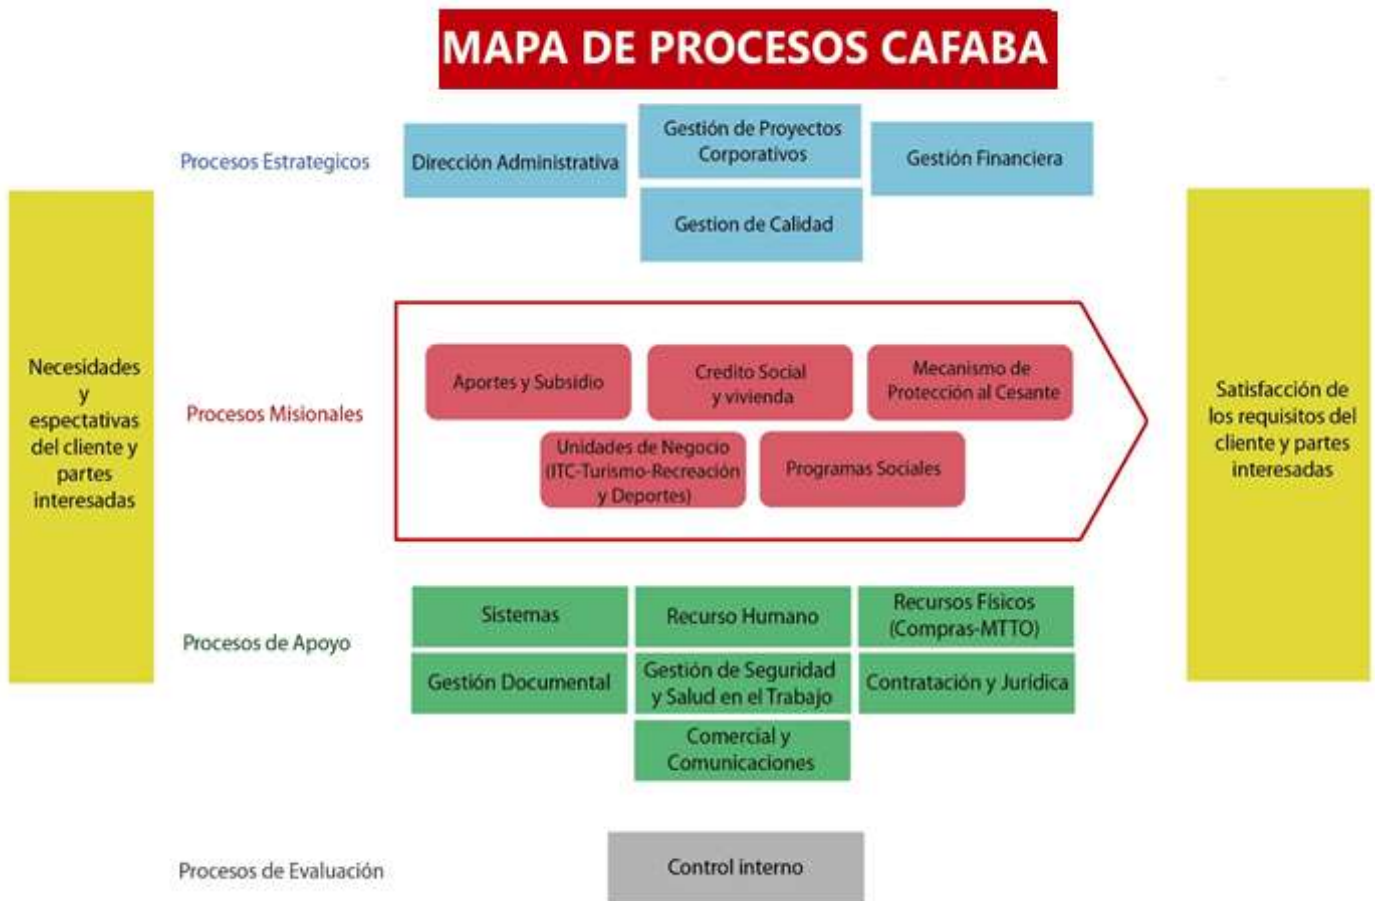 MAPA DE PROCESOS CAFABA
Procesos Estrategicos
Dirección Administrativa
Gestión de Proyectos
Corporativos
Gestión Financiera
Gestion de Calidad
Necesidades
y
espectativas
del cliente y
partes
interesadas
Procesos Misionales
Aportes y Subsidio
Credito Social
y vivienda
Mecanismo de
Protección al Cesante
Unidades de Negocio
(ITC-Turismo-Recreación
y Deportes)
Programas Sociales
Satisfacción de
los requisitos del
cliente y partes
interesadas
Procesos de Apoyo
Sistemas
Recurso Humano
Recursos Físicos
(Compras-MTTO)
Gestión Documental
Gestión de Seguridad
y Salud en el Trabajo
Contratación y Jurídica
Comercial y
Comunicaciones
Procesos de Evaluación
Control interno